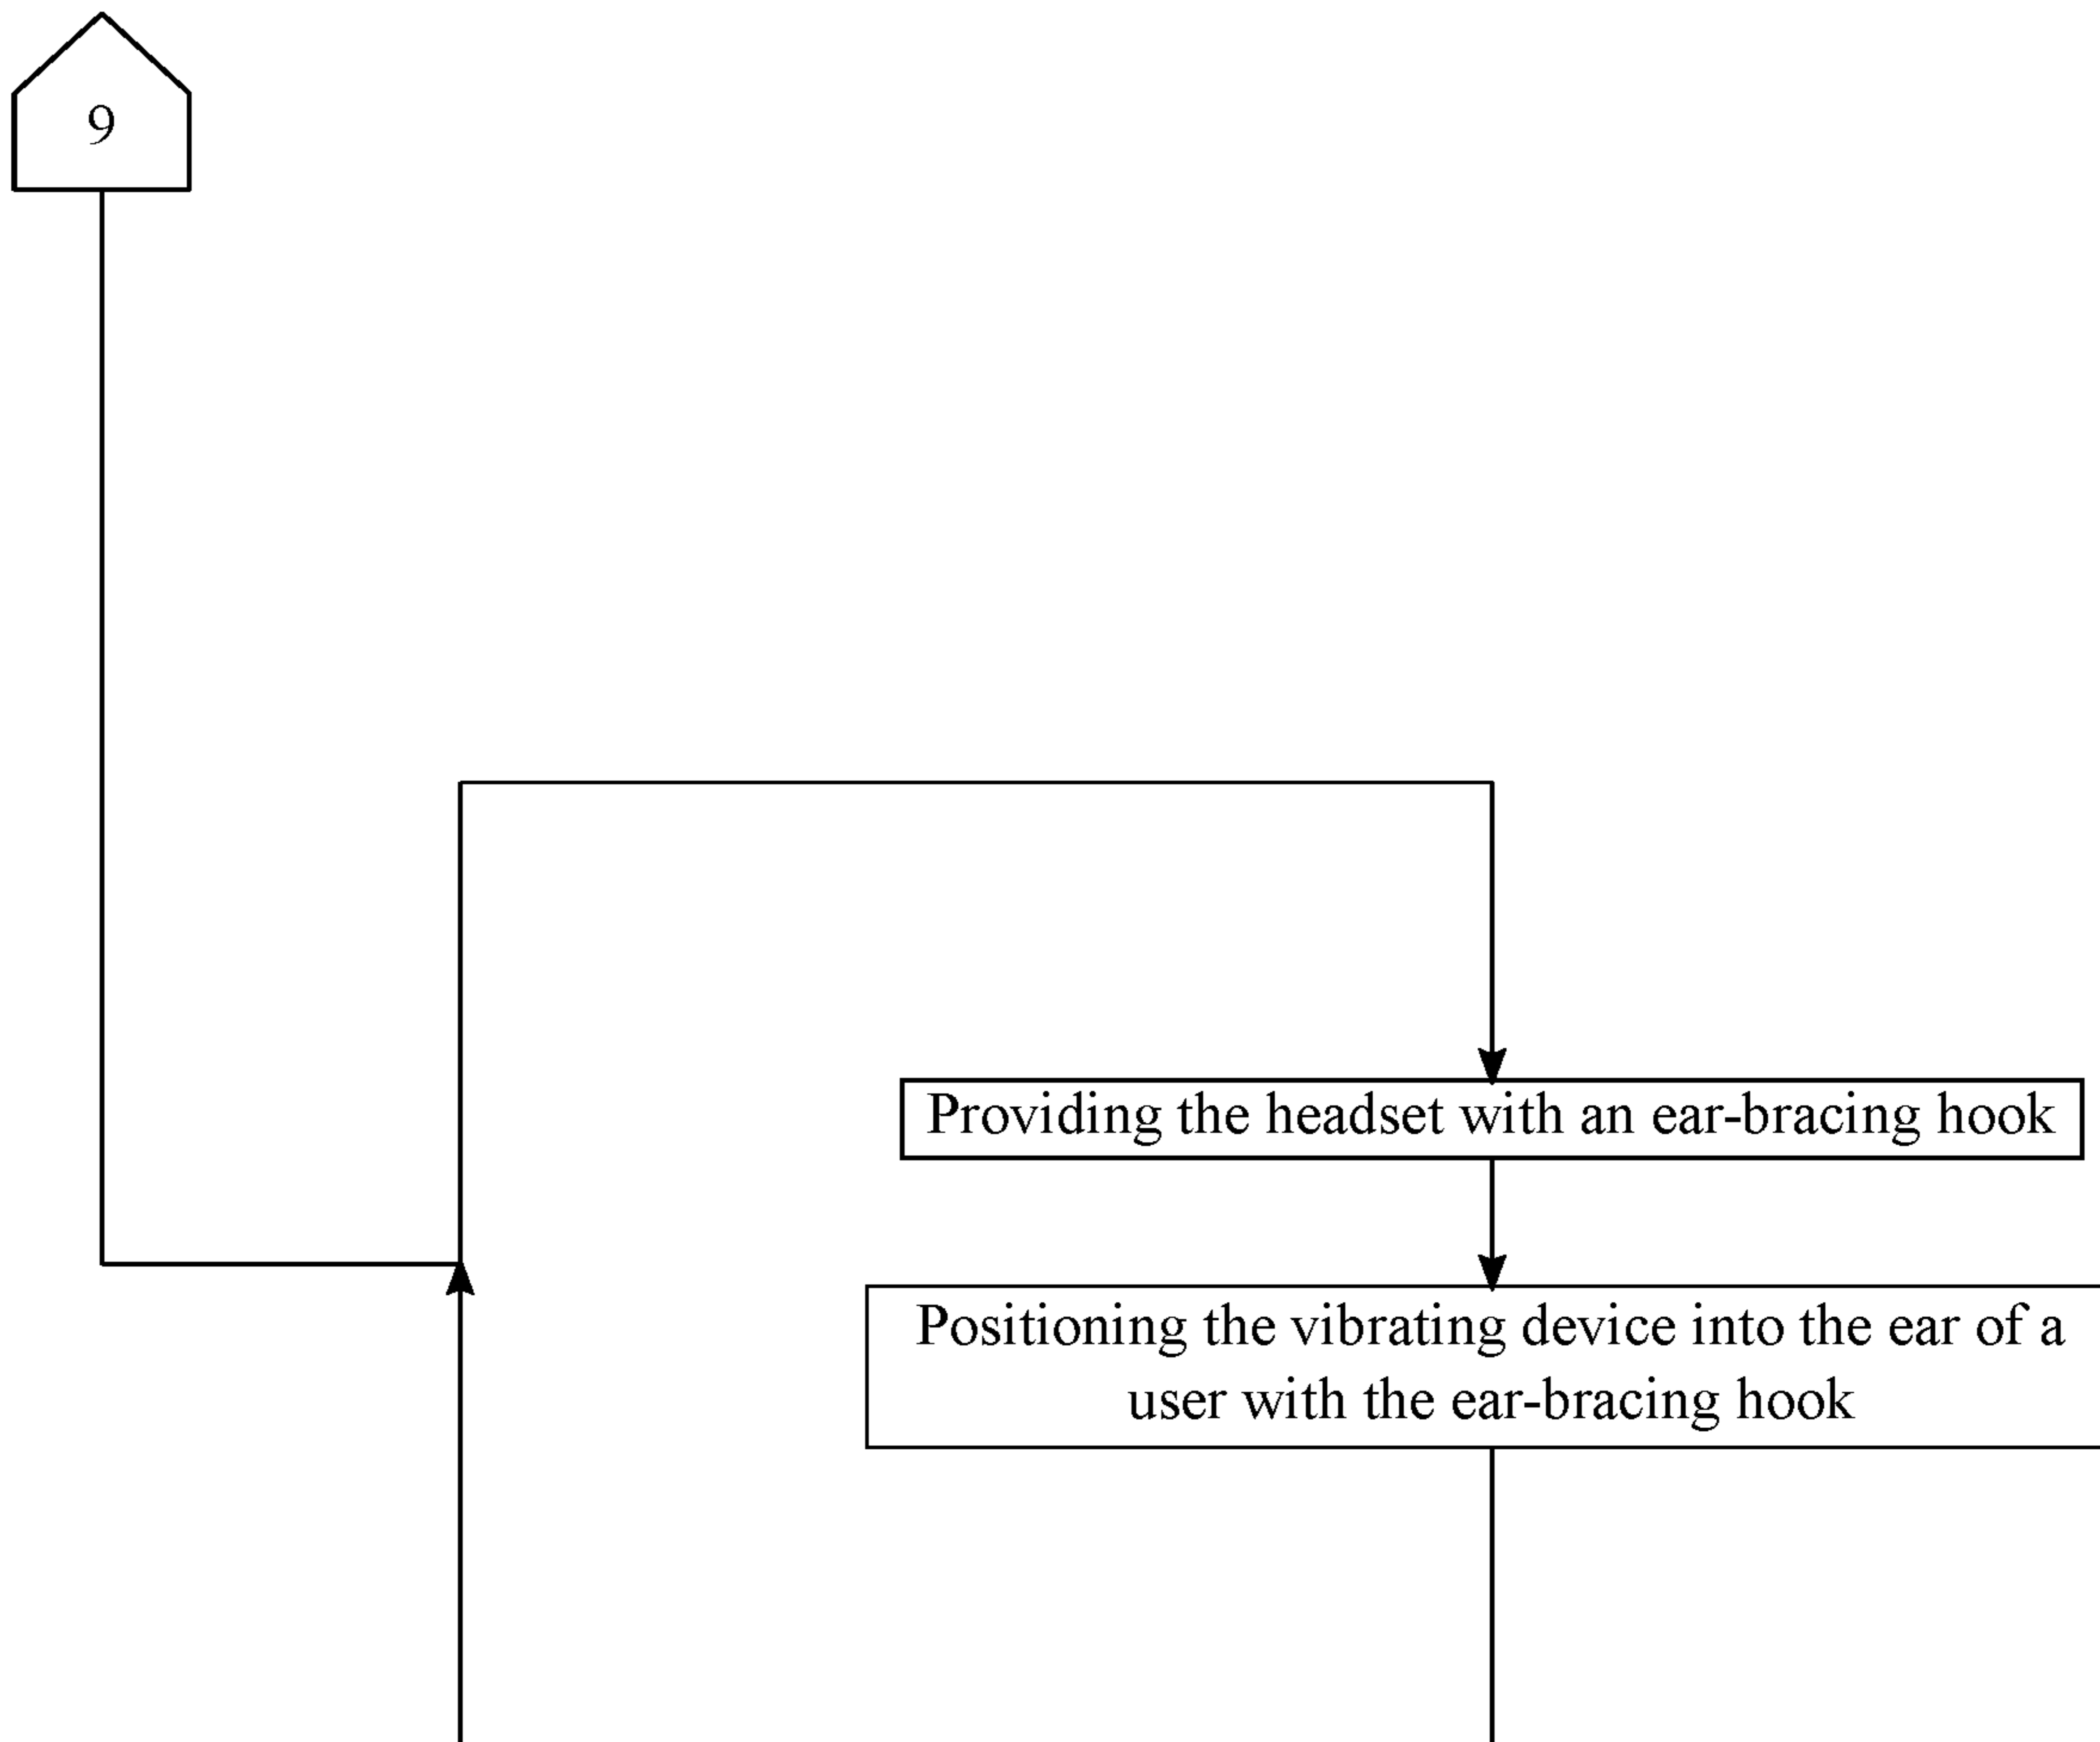 9
Providing the headset with an ear-bracing hook
Positioning the vibrating device into the ear of a
user with the ear-bracing hook